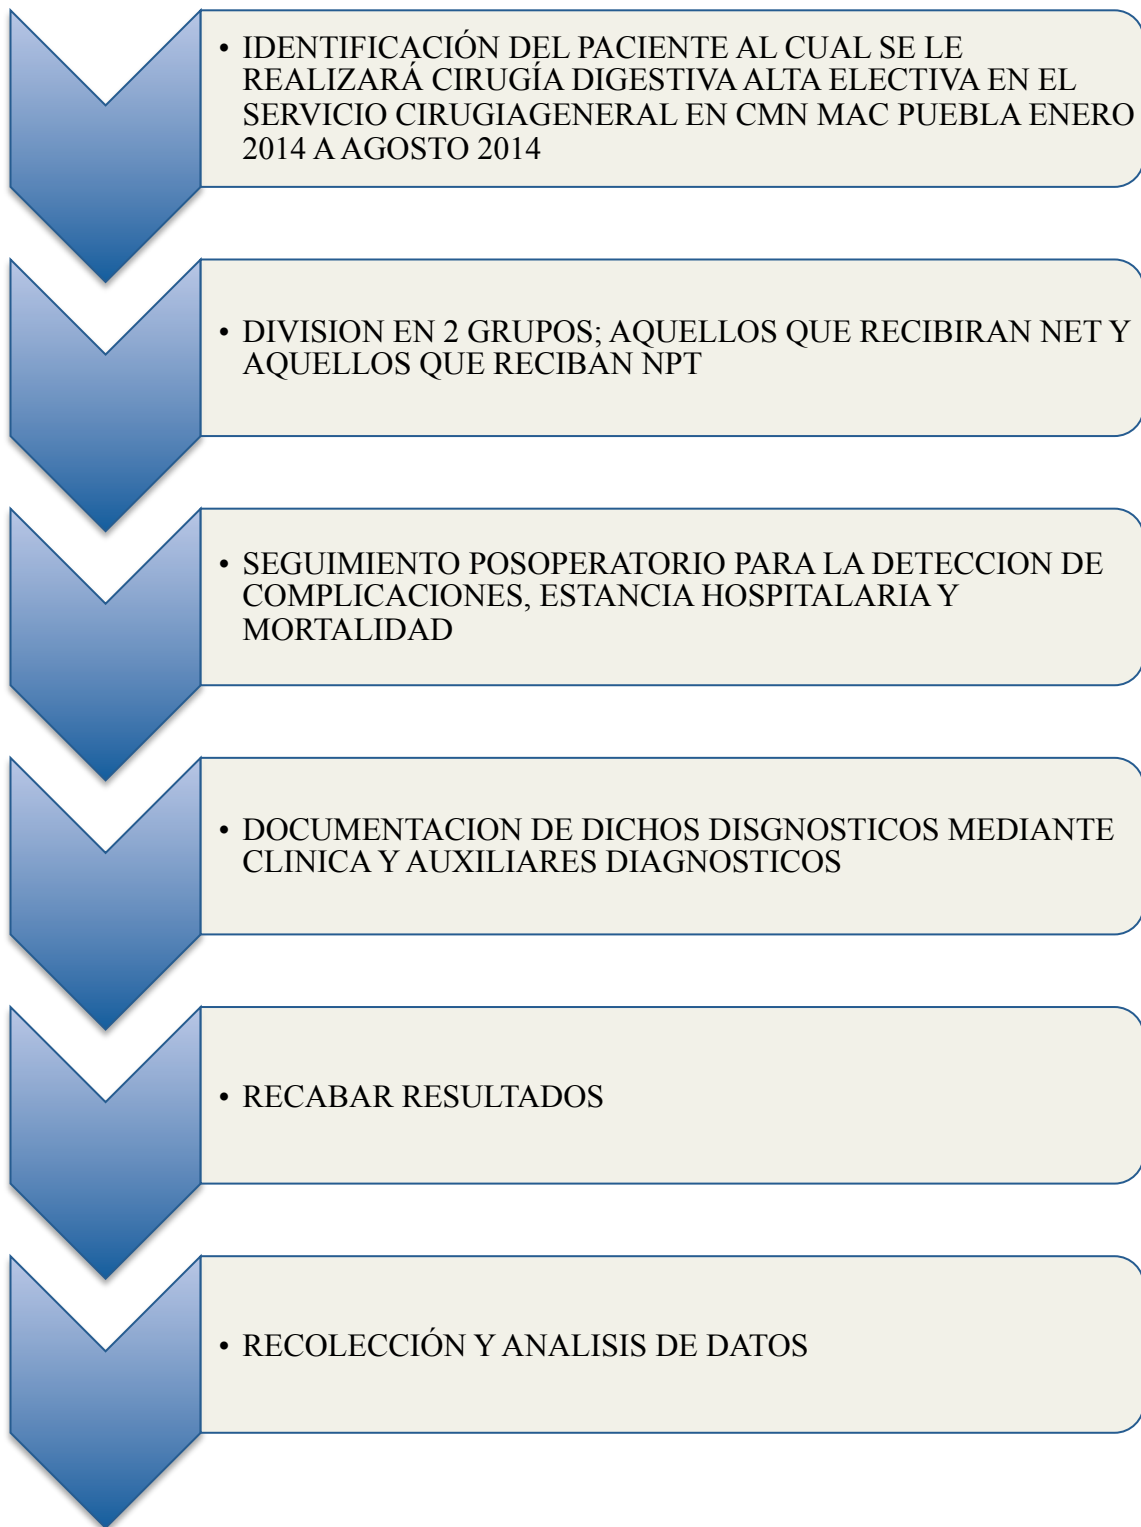 • IDENTIFICACIÓN DEL PACIENTE AL CUAL SE LE
REALIZARÁ CIRUGÍA DIGESTIVA ALTA ELECTIVA EN EL
SERVICIO CIRUGIAGENERAL EN CMN MAC PUEBLA ENERO
2014 A AGOSTO 2014
• DIVISION EN 2 GRUPOS; AQUELLOS QUE RECIBIRAN NET Y
AQUELLOS QUE RECIBAN NPT
• SEGUIMIENTO POSOPERATORIO PARA LA DETECCION DE
COMPLICACIONES, ESTANCIA HOSPITALARIA Y
MORTALIDAD
• DOCUMENTACION DE DICHOS DISGNOSTICOS MEDIANTE
CLINICA Y AUXILIARES DIAGNOSTICOS
• RECABAR RESULTADOS
• RECOLECCIÓN Y ANALISIS DE DATOS